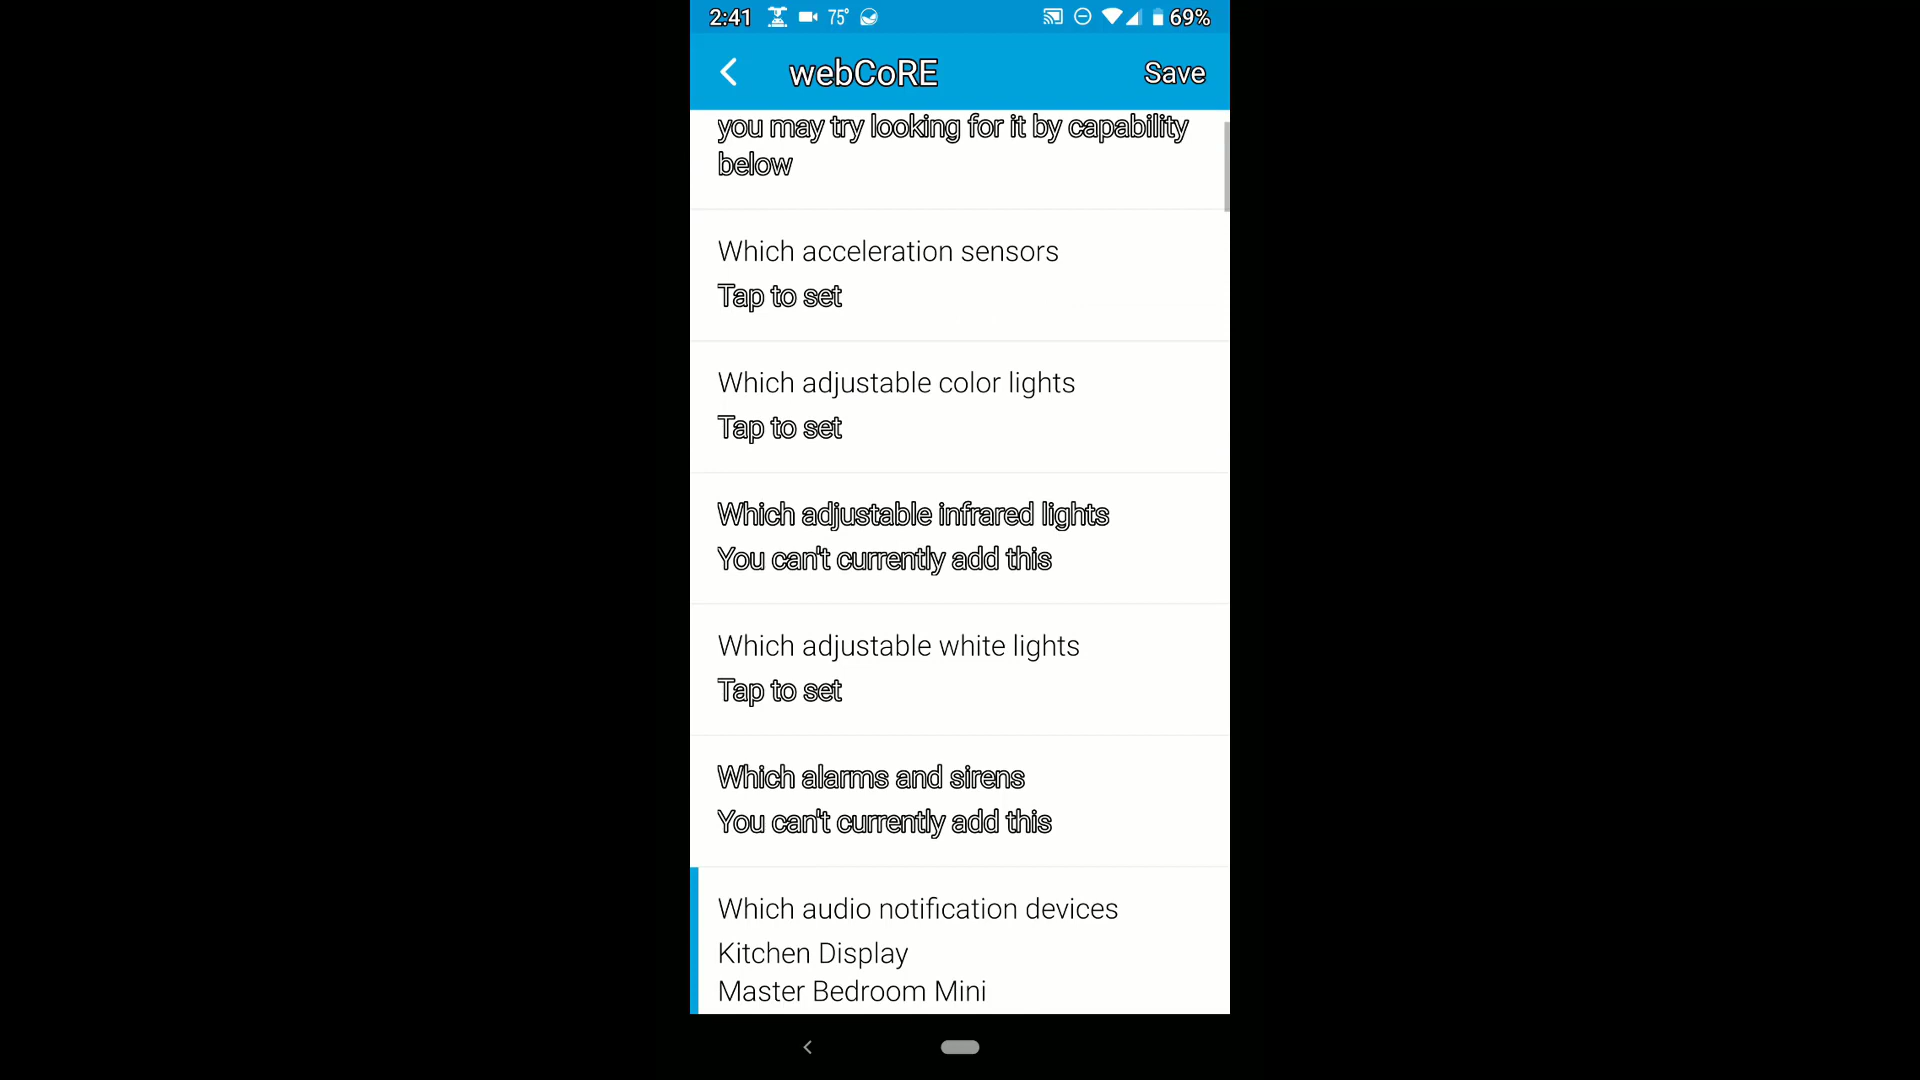 2:41 75° 69%
webCoRE Save
you may try looking for it by capability
below
Which acceleration sensors
Tap to set
Which adjustable color lights
Tap to set
Which adjustable infrared lights
You can't currently add this
Which adjustable white lights
Tap to set
Which alarms and sirens
You can't currently add this
Which audio notification devices
Kitchen Display
Master Bedroom Mini